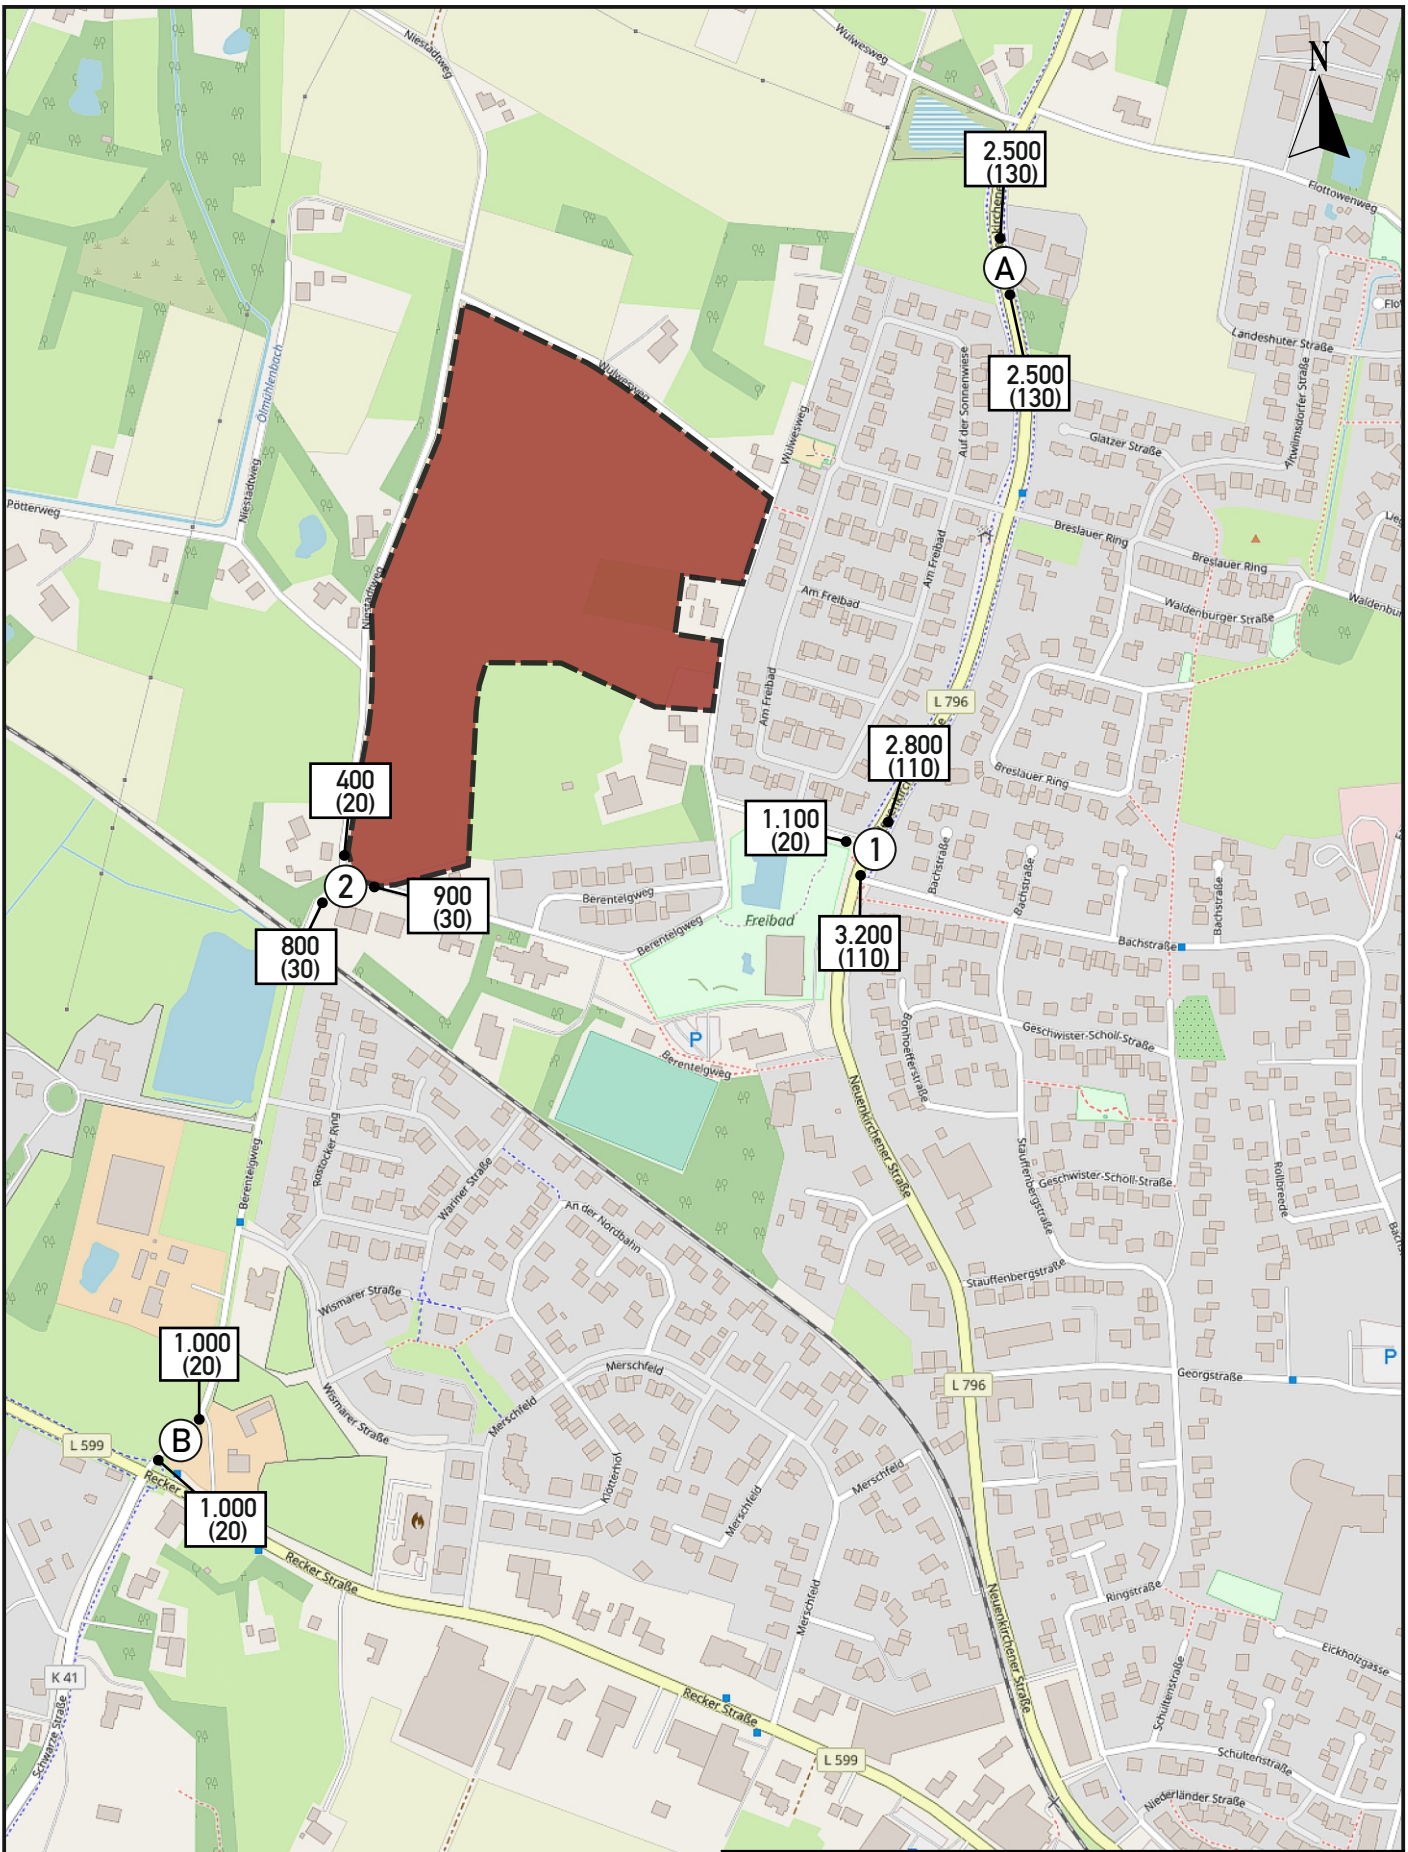 Niestadtweg
Wulwesweg
N
2.500
(130)
Flottowenweg
A
Landeshuter Straße
Ölmühlenbach
2.500
(130)
Wulwesweg
Auf der Sonnenwiese
Altwilmsdorfer Straße
Wulwesweg
Glatzer Straße
Niestadtweg
Pötterweg
Breslauer Ring
Breslauer Ring
Am Freibad
Niestadtweg
Am Freibad
Waldenburger Straße
Am Freibad
L 796
2.800
(110)
400
(20)
Breslauer Ring
1.100
(20)
1
Bachstraße
Bachstraße
Bachstraße
2
900
(30)
Berentelgweg
Freibad
Berentelgweg
3.200
(110)
Bachstraße
800
(30)
P
Berentelgweg
Bonhoefferstraße
Geschwister-Scholl-Straße
Neuenkirchener Straße
Berentelgweg
Rostocker Ring
Wariner Straße
Stauffenbergstraße
Geschwister-Scholl-Straße
Rollbreede
An der Nordbahn
Stauffenbergstraße
Wismarer Straße
1.000
(20)
Merschfeld
Georgstraße
P
L 796
Wismarer Straße
Merschfeld
B
L 599
Recker
Klötterhof
Merschfeld
Merschfeld
1.000
(20)
Recker Straße
Merschfeld
Neuenkirchener Straße
Ringstraße
Eickholzgasse
K 41
Schwarze Straße
Recker Straße
Schultenstraße
L 599
Schultenstraße
Niederländer Straße